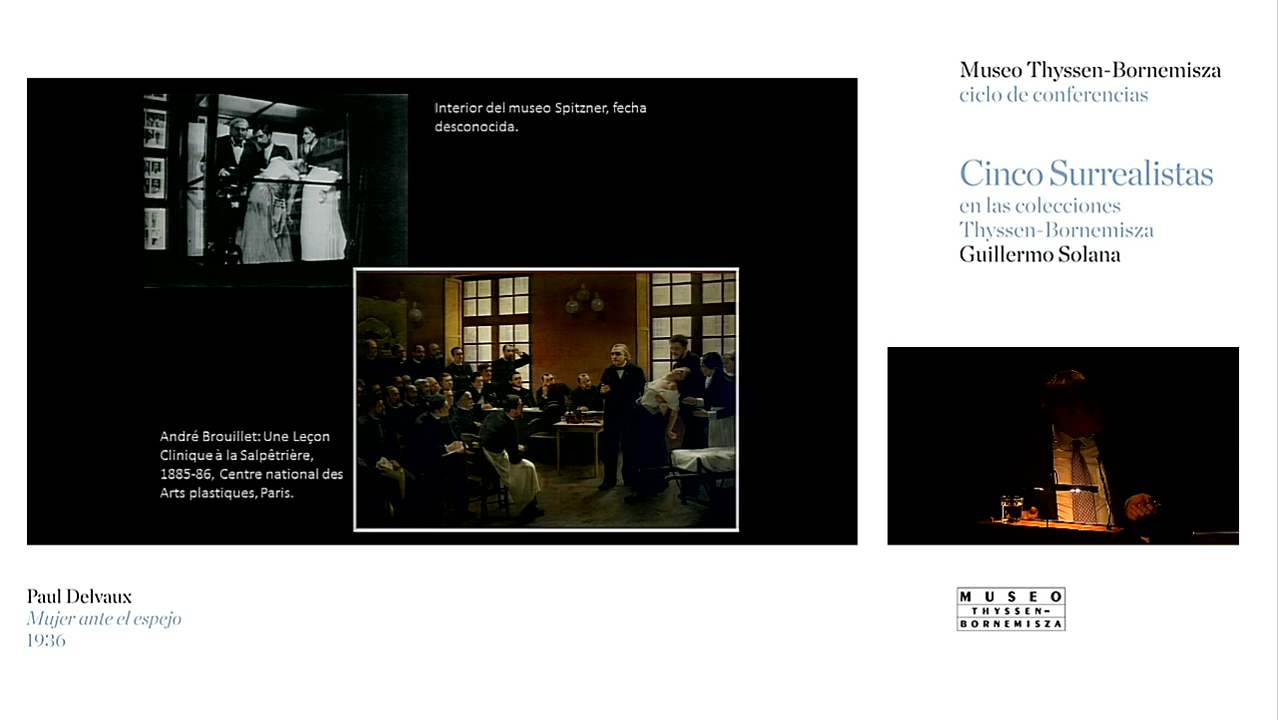 Museo Thyssen-Bornemisza
ciclo de conferencias
Cinco Surrealistas
en las colecciones
Thyssen-Bornemisza
Guillermo Solana
Interior del museo Spitzner, fecha
desconocida.
André Brouillet: Une Leçon
Clinique à la Salpêtrière,
1885-86, Centre national des
Arts plastiques, Paris.
Paul Delvaux
Mujer ante el espejo
1936
MUSEO
THYSSEN-
BORNEMISZA